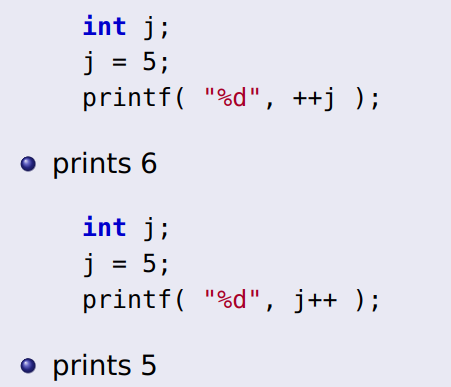 int j;
j = 5;
printf( "%d", ++j );
prints 6
int j;
j = 5;
printf( "%d", j++ );
prints 5